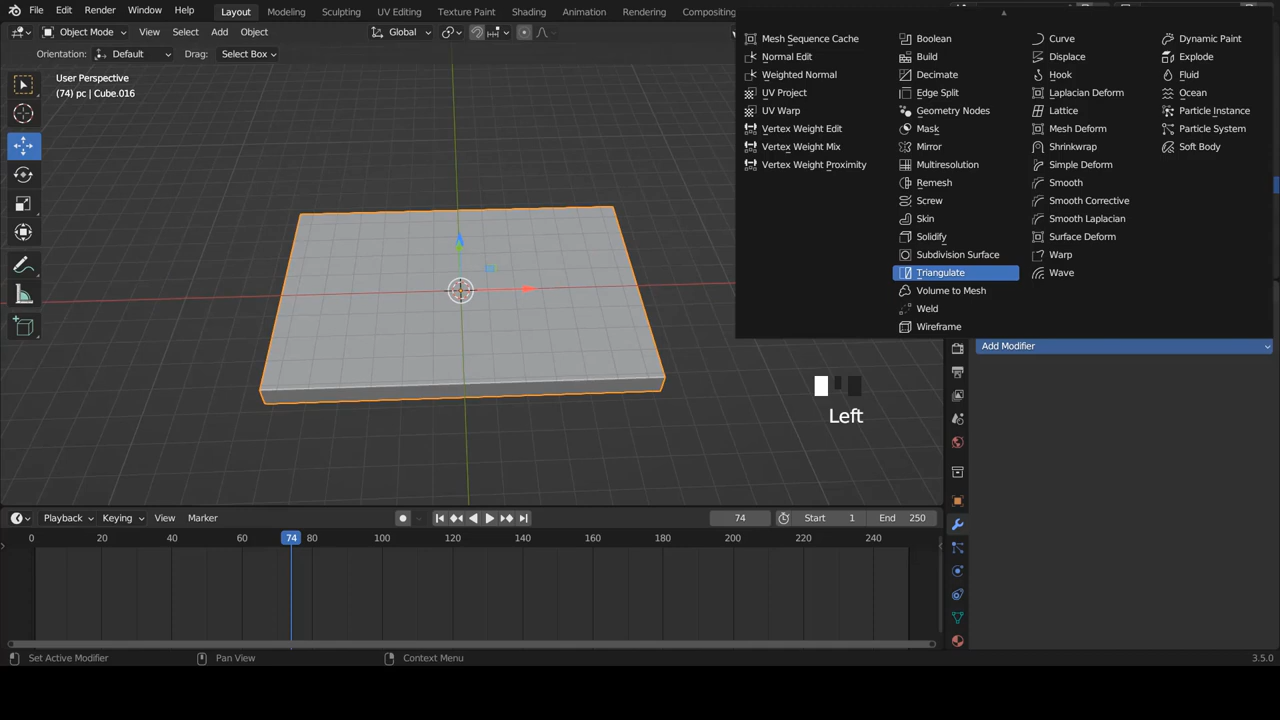 File Edit Render Window Help Layout Modeling Sculpting UV Editing Texture Paint Shading Animation Rendering Compositing
Object Mode View Select Add Object Global
Orientation: Default Drag: Select Box
User Perspective
(74) pc | Cube.016
Mesh Sequence Cache
Normal Edit
Weighted Normal
UV Project
UV Warp
Vertex Weight Edit
Vertex Weight Mix
Vertex Weight Proximity
Boolean
Build
Decimate
Edge Split
Geometry Nodes
Mask
Mirror
Multiresolution
Remesh
Screw
Skin
Solidify
Subdivision Surface
Triangulate
Volume to Mesh
Weld
Wireframe
Curve
Displace
Hook
Laplacian Deform
Lattice
Mesh Deform
Shrinkwrap
Simple Deform
Smooth
Smooth Corrective
Smooth Laplacian
Surface Deform
Warp
Wave
Dynamic Paint
Explode
Fluid
Ocean
Particle Instance
Particle System
Soft Body
Add Modifier
Left
Playback Keying View Marker 74 Start 1 End 250
0 20 40 60 74 80 100 120 140 160 180 200 220 240
Set Active Modifier Pan View Context Menu 3.5.0